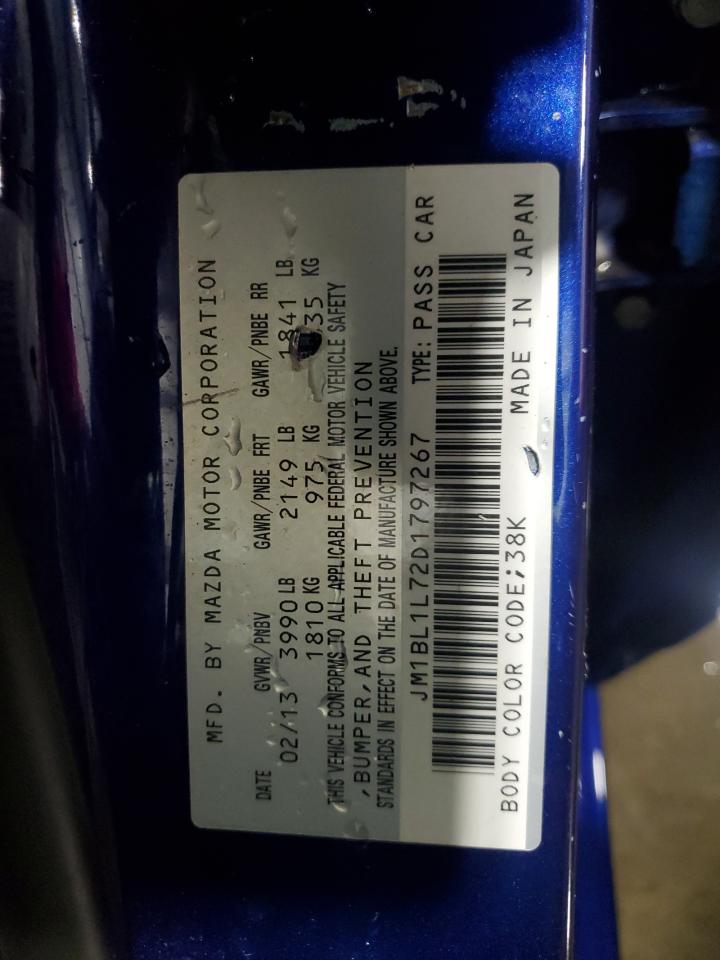 MFD. BY MAZDA MOTOR CORPORATION
DATE GVWR/PNBV GAWR/PNBE FRT GAWR/PNBE RR
02/13 3990 LB 2149 LB 1841 LB
1810 KG 975 KG 35 KG
THIS VEHICLE CONFORMS TO ALL APPLICABLE FEDERAL MOTOR VEHICLE SAFETY
,BUMPER,AND THEFT PREVENTION
STANDARDS IN EFFECT ON THE DATE OF MANUFACTURE SHOWN ABOVE.
JM1BL1L72D1797267 TYPE: PASS CAR
BODY COLOR CODE;38K MADE IN JAPAN